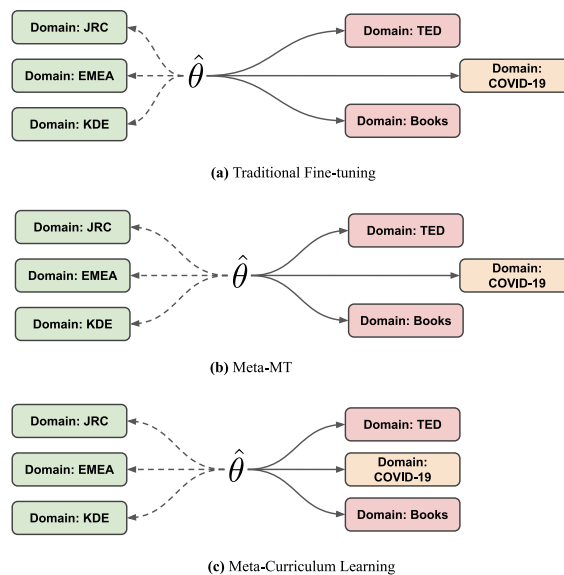 Domain: JRC
Domain: TED
Domain: EMEA
θ̂
Domain:
COVID-19
Domain: KDE
Domain: Books
(a) Traditional Fine-tuning
Domain: JRC
Domain: TED
Domain: EMEA
θ̂
Domain:
COVID-19
Domain: KDE
Domain: Books
(b) Meta-MT
Domain: JRC
Domain: TED
Domain: EMEA
θ̂
Domain:
COVID-19
Domain: KDE
Domain: Books
(c) Meta-Curriculum Learning